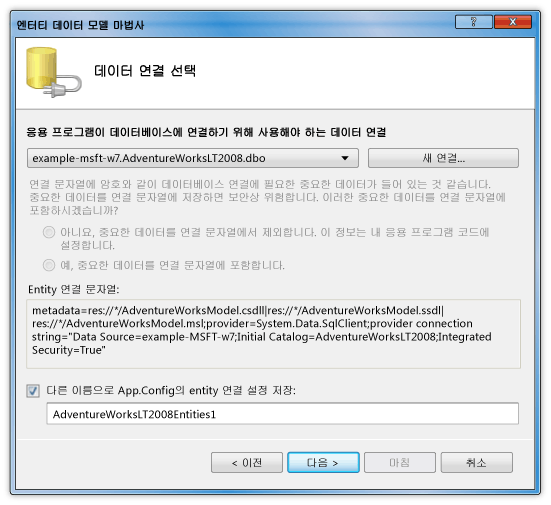 엔터티 데이터 모델 마법사
데이터 연결 선택
응용 프로그램이 데이터베이스에 연결하기 위해 사용해야 하는 데이터 연결
example-msft-w7.AdventureWorksLT2008.dbo
새 연결...
연결 문자열에 암호와 같이 데이터베이스 연결에 필요한 중요한 데이터가 들어 있는 것 같습니다.
중요한 데이터를 연결 문자열에 저장하면 보안상 위험합니다. 이러한 중요한 데이터를 연결 문자열에
포함하시겠습니까?
아니요, 중요한 데이터를 연결 문자열에서 제외합니다. 이 정보는 내 응용 프로그램 코드에
설정합니다.
예, 중요한 데이터를 연결 문자열에 포함합니다.
Entity 연결 문자열:
metadata=res://*/AdventureWorksModel.csdll|res://*/AdventureWorksModel.ssdl|
res://*/AdventureWorksModel.msl;provider=System.Data.SqlClient;provider connection
string="Data Source=example-MSFT-w7;Initial Catalog=AdventureWorksLT2008;Integrated
Security=True"
다른 이름으로 App.Config의 entity 연결 설정 저장:
AdventureWorksLT2008Entities1
< 이전
다음 >
마침
취소